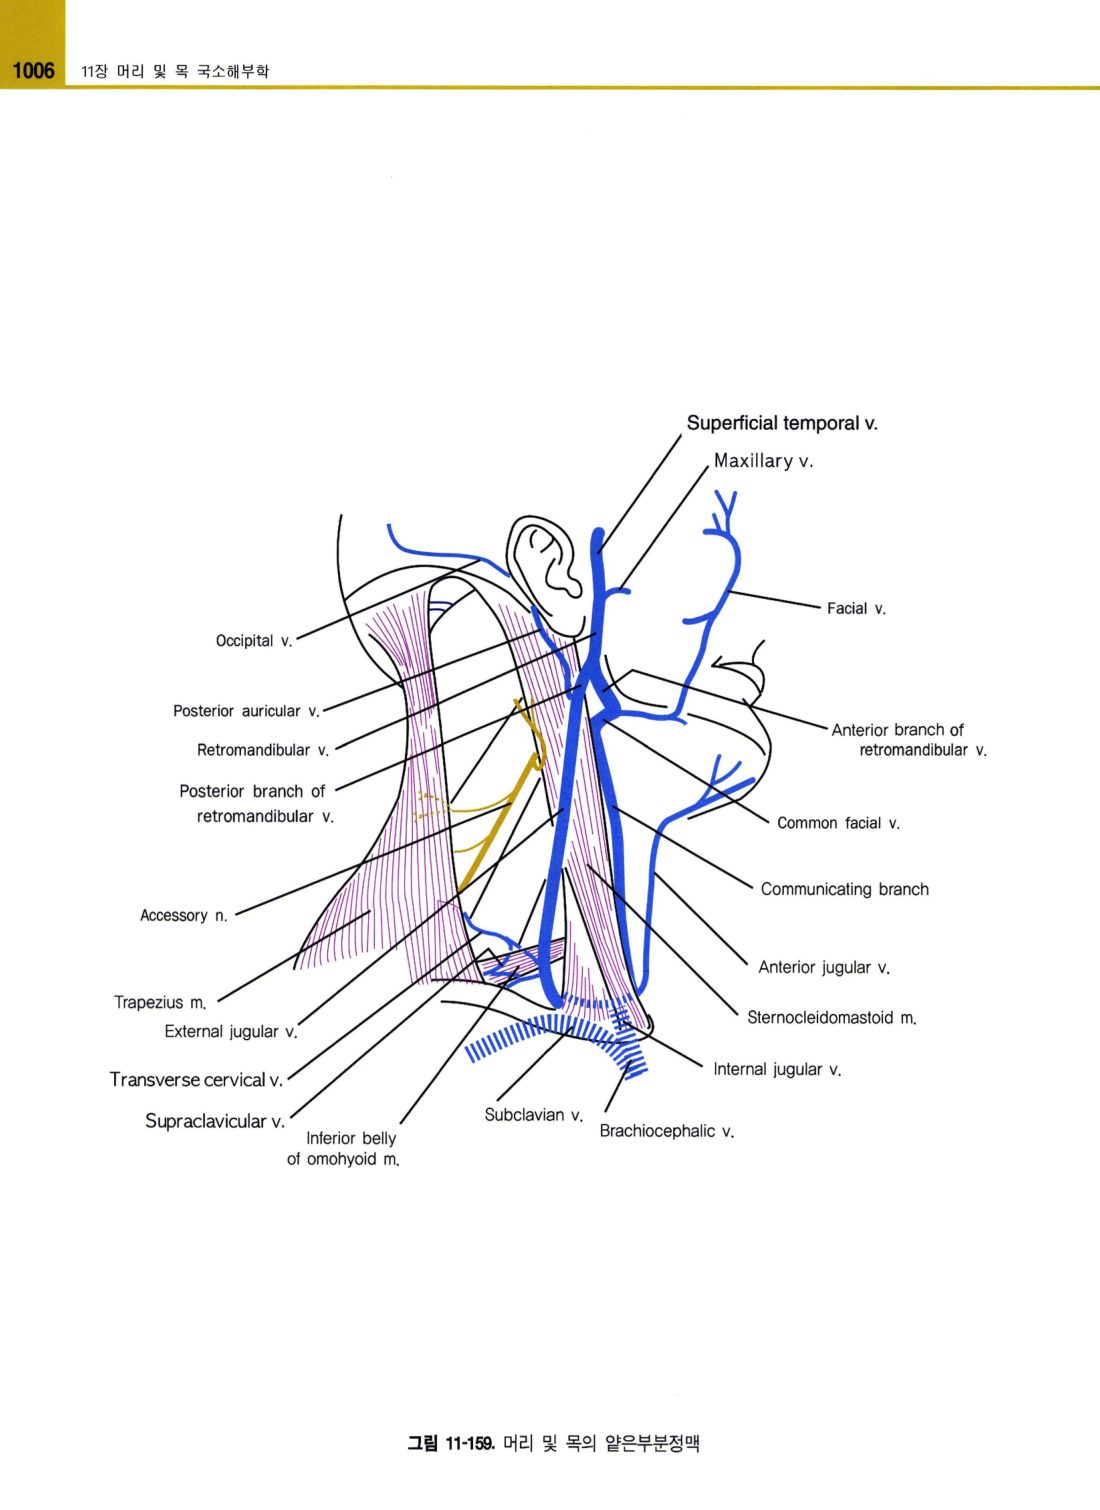 1006 11장 머리 및 목 국소해부학
Superficial temporal v.
Maxillary v.
Facial v.
Occipital v.
Posterior auricular v.
Retromandibular v.
Anterior branch of
retromandibular v.
Posterior branch of
retromandibular v.
Common facial v.
Communicating branch
Accessory n.
Anterior jugular v.
Trapezius m.
Sternocleidomastoid m.
External jugular v.
Internal jugular v.
Transverse cervical v.
Supraclavicular v.
Subclavian v.
Brachiocephalic v.
Inferior belly
of omohyoid m.
그림 11-159. 머리 및 목의 얕은부분정맥